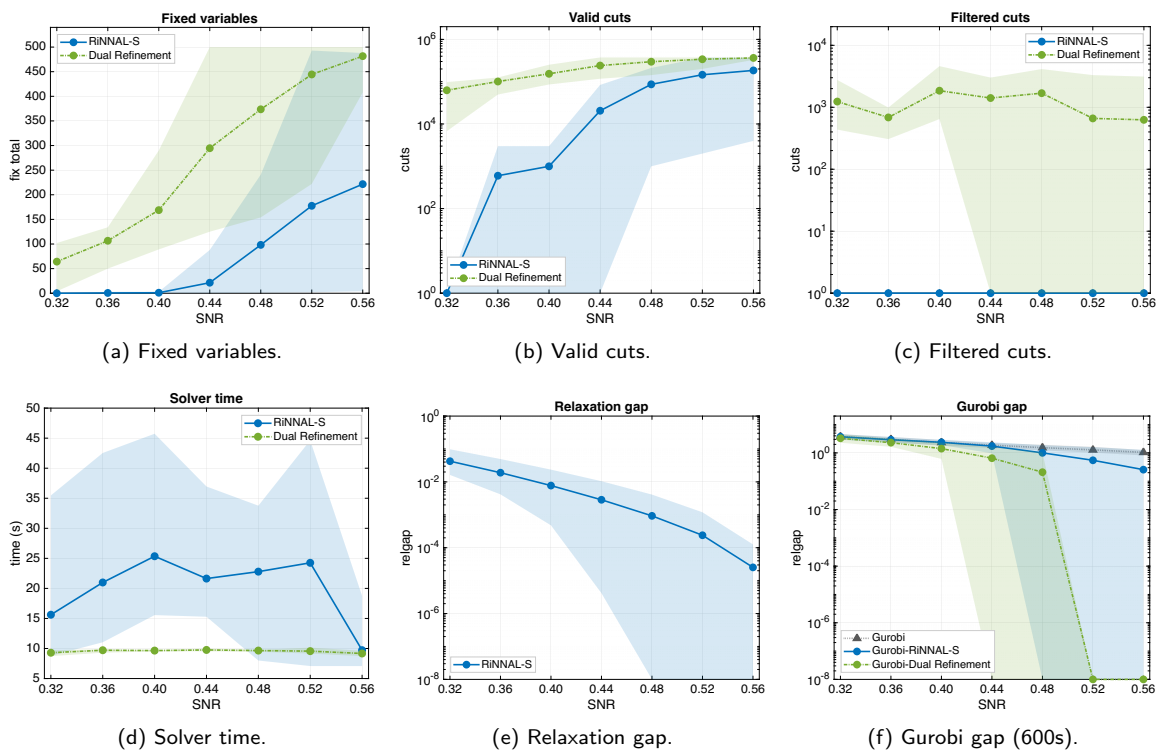 Fixed variables
RiNNAL-S
Dual Refinement
fix total
500
450
400
350
300
250
200
150
100
50
0
0.32 0.36 0.40 0.44 0.48 0.52 0.56
SNR
(a) Fixed variables.
Valid cuts
cuts
10^6
10^4
10^2
10^0
RiNNAL-S
Dual Refinement
0.32 0.36 0.40 0.44 0.48 0.52 0.56
SNR
(b) Valid cuts.
Filtered cuts
RiNNAL-S
Dual Refinement
cuts
10^4
10^3
10^2
10^1
10^0
0.32 0.36 0.40 0.44 0.48 0.52 0.56
SNR
(c) Filtered cuts.
Solver time
RiNNAL-S
Dual Refinement
time (s)
50
45
40
35
30
25
20
15
10
5
0.32 0.36 0.40 0.44 0.48 0.52 0.56
SNR
(d) Solver time.
Relaxation gap
relgap
10^0
10^-2
10^-4
10^-6
10^-8
RiNNAL-S
0.32 0.36 0.40 0.44 0.48 0.52 0.56
SNR
(e) Relaxation gap.
Gurobi gap
relgap
10^0
10^-2
10^-4
10^-6
10^-8
Gurobi
Gurobi-RiNNAL-S
Gurobi-Dual Refinement
0.32 0.36 0.40 0.44 0.48 0.52 0.56
SNR
(f) Gurobi gap (600s).